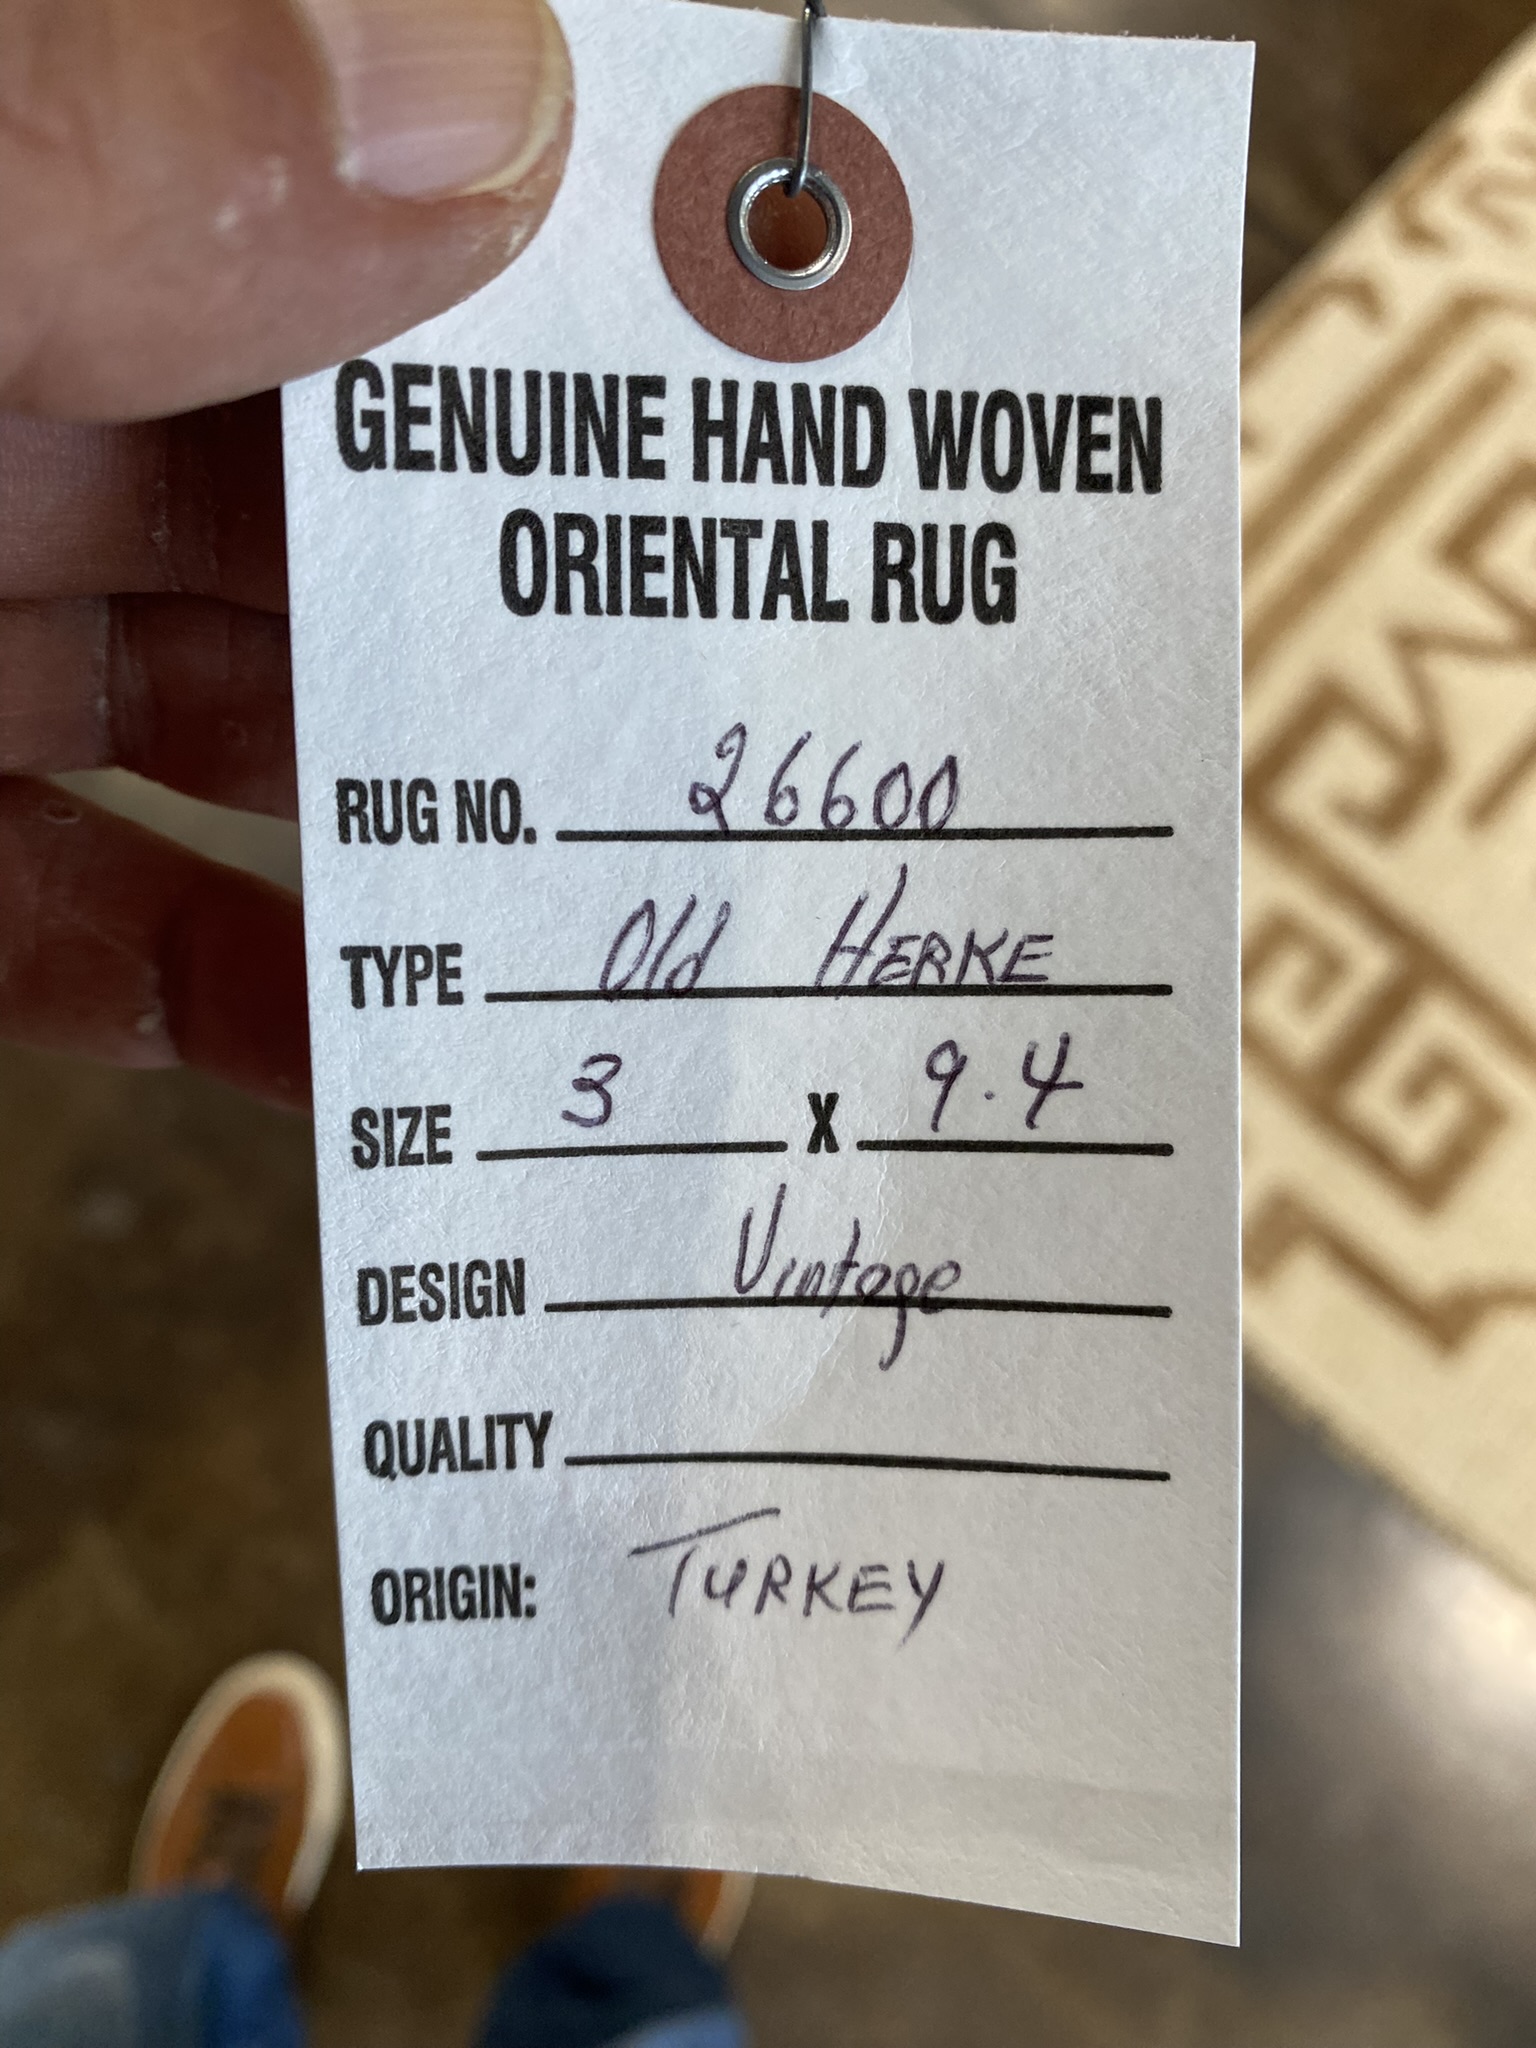 GENUINE HAND WOVEN
ORIENTAL RUG
RUG NO. 26600
TYPE Old HERKE
SIZE 3 X 9.4
DESIGN Vintage
QUALITY
ORIGIN: TURKEY